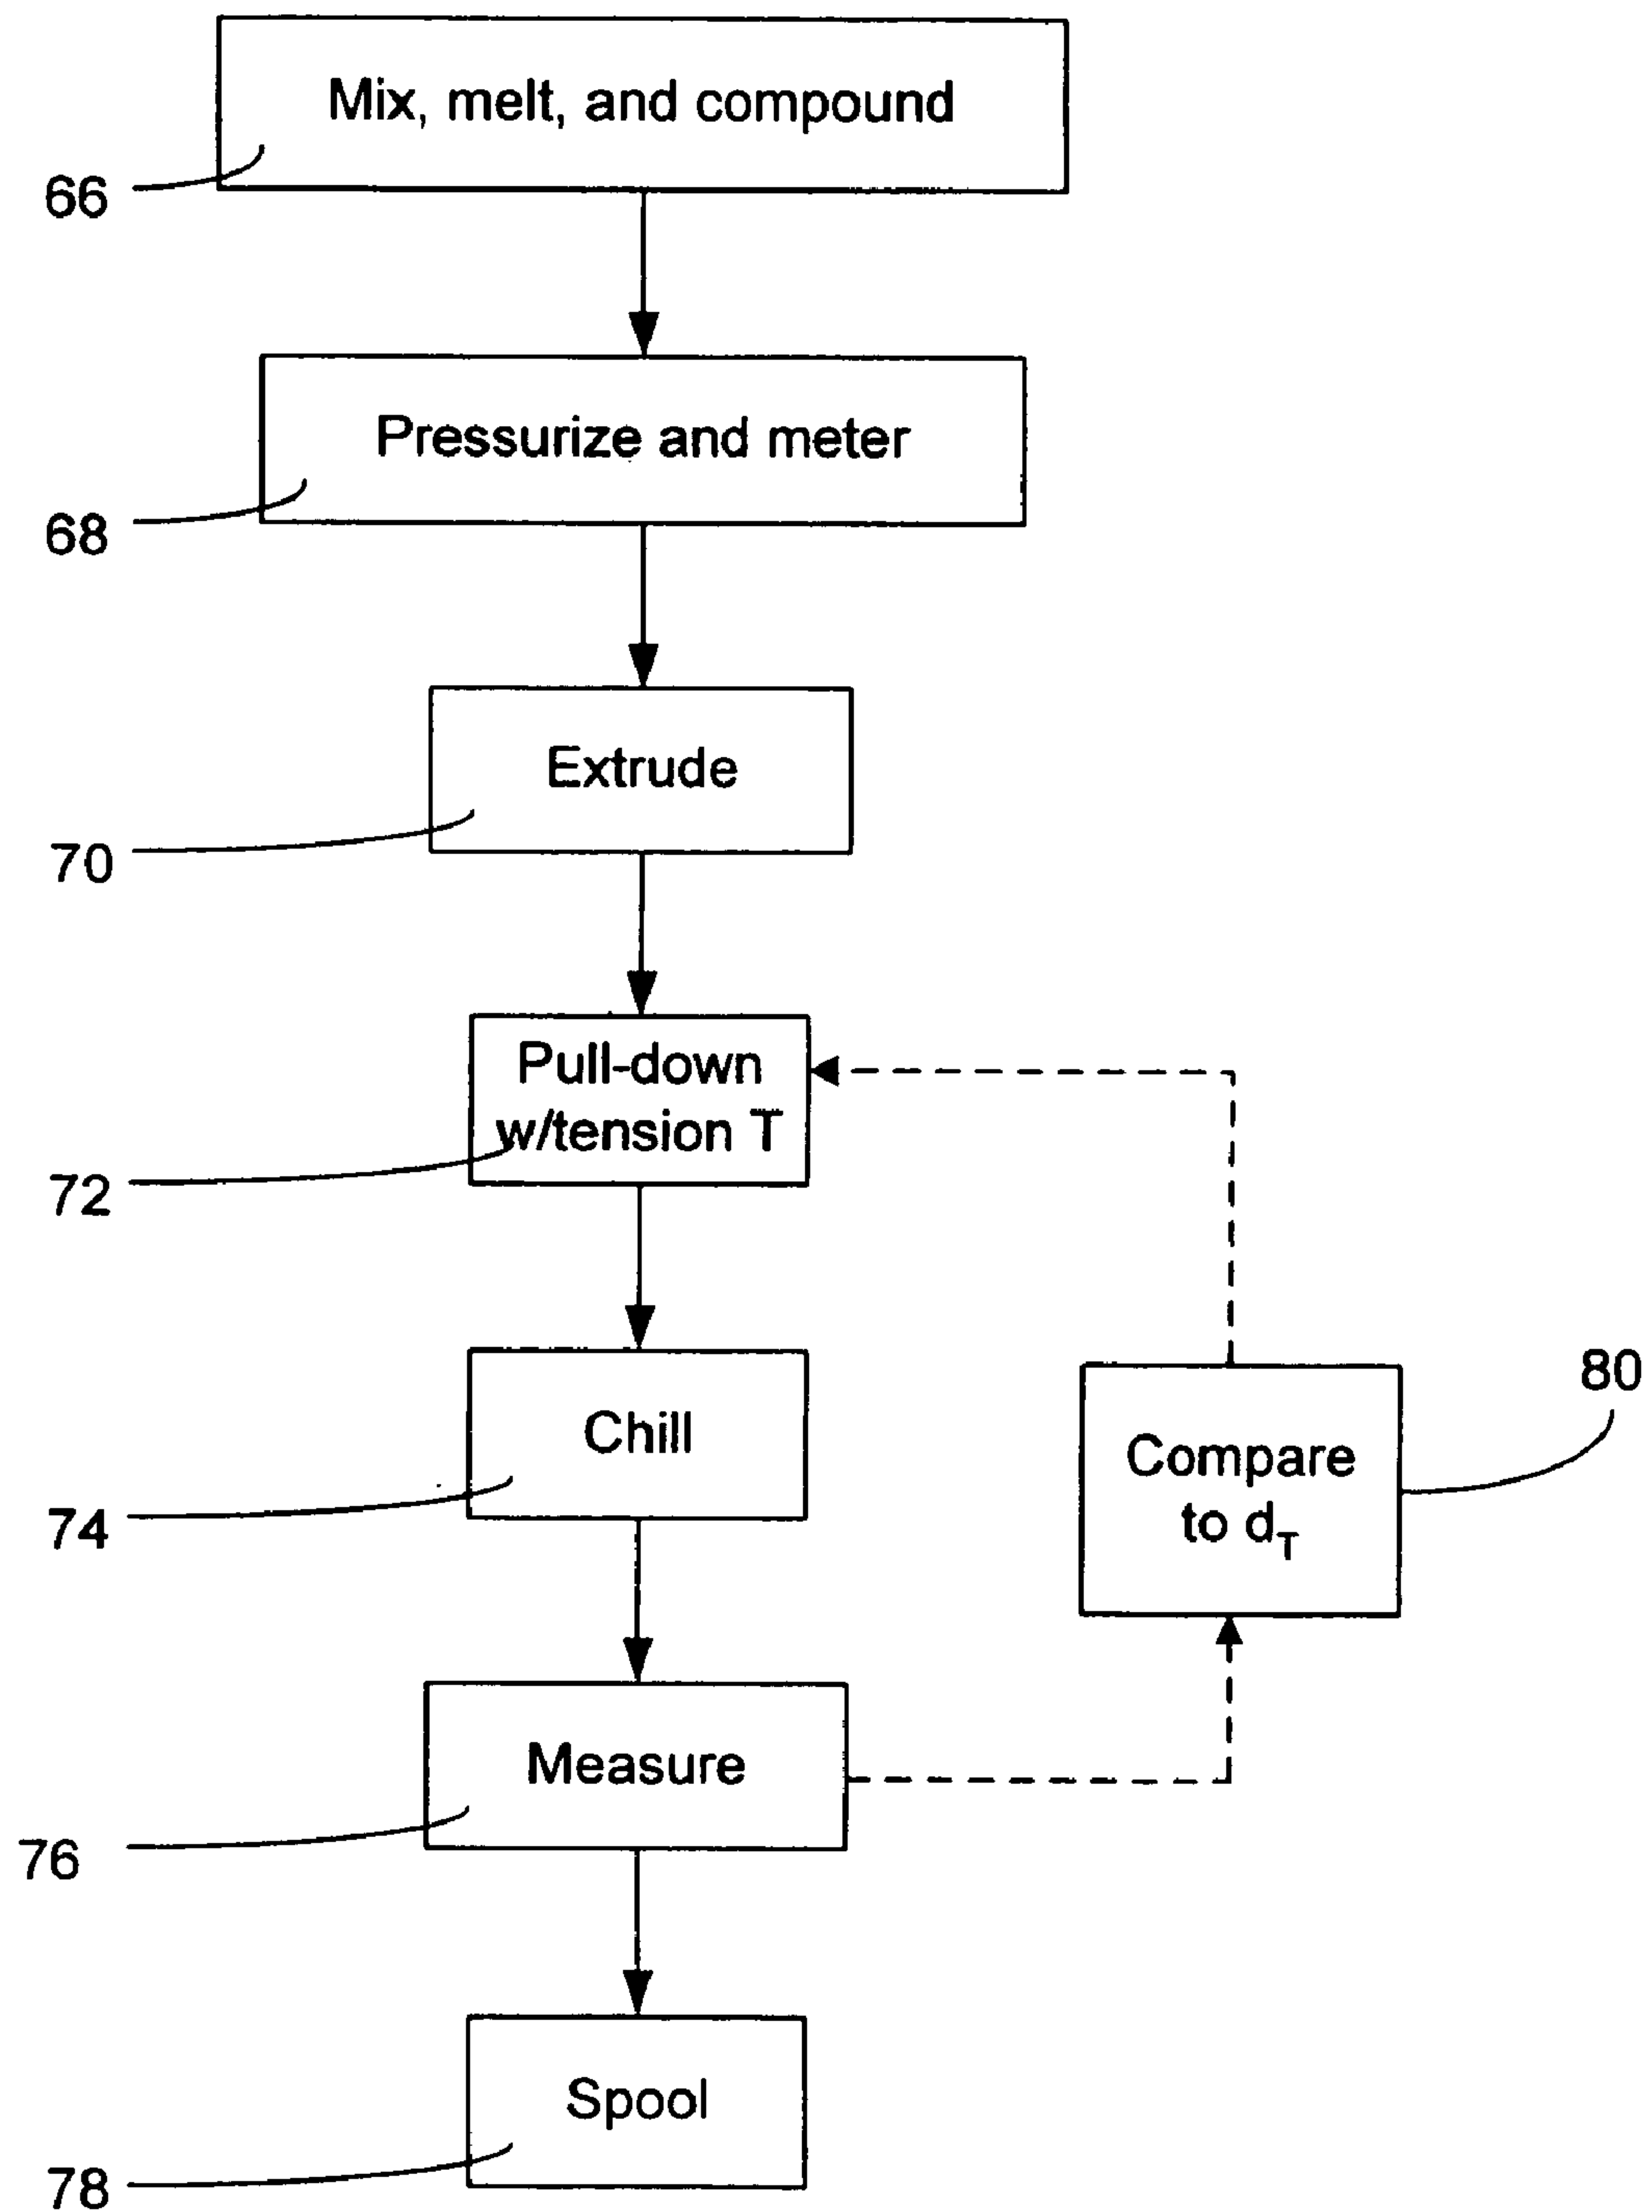 Mix, melt, and compound
66
Pressurize and meter
68
Extrude
70
Pull-down
w/tension T
72
Chill
74
Compare
to d_T
80
Measure
76
Spool
78